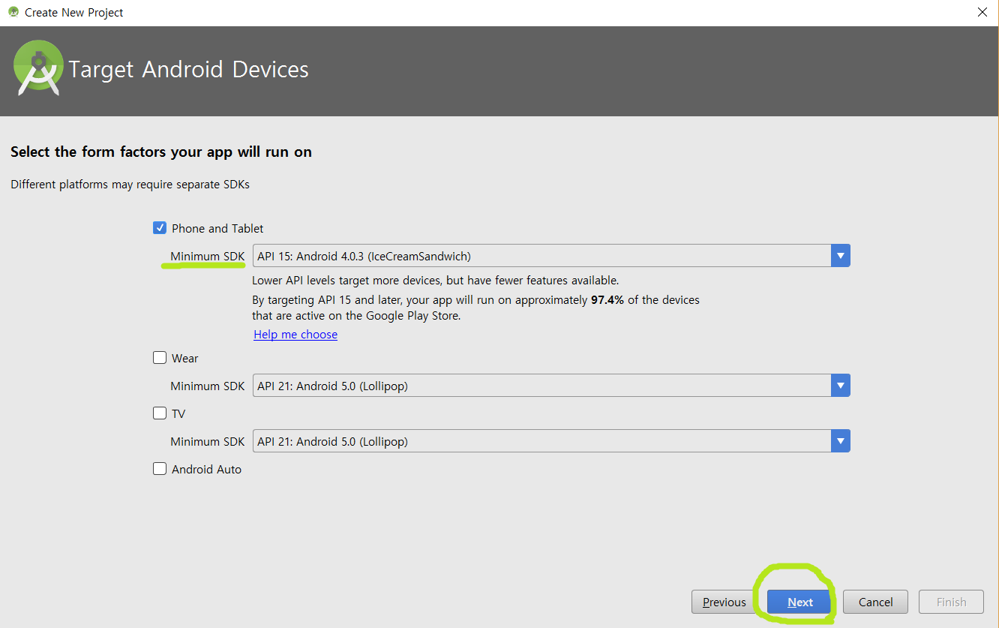 Create New Project
Target Android Devices
Select the form factors your app will run on
Different platforms may require separate SDKs
Phone and Tablet
Minimum SDK API 15: Android 4.0.3 (IceCreamSandwich)
Lower API levels target more devices, but have fewer features available.
By targeting API 15 and later, your app will run on approximately 97.4% of the devices
that are active on the Google Play Store.
Help me choose
Wear
Minimum SDK API 21: Android 5.0 (Lollipop)
TV
Minimum SDK API 21: Android 5.0 (Lollipop)
Android Auto
Previous Next Cancel Finish